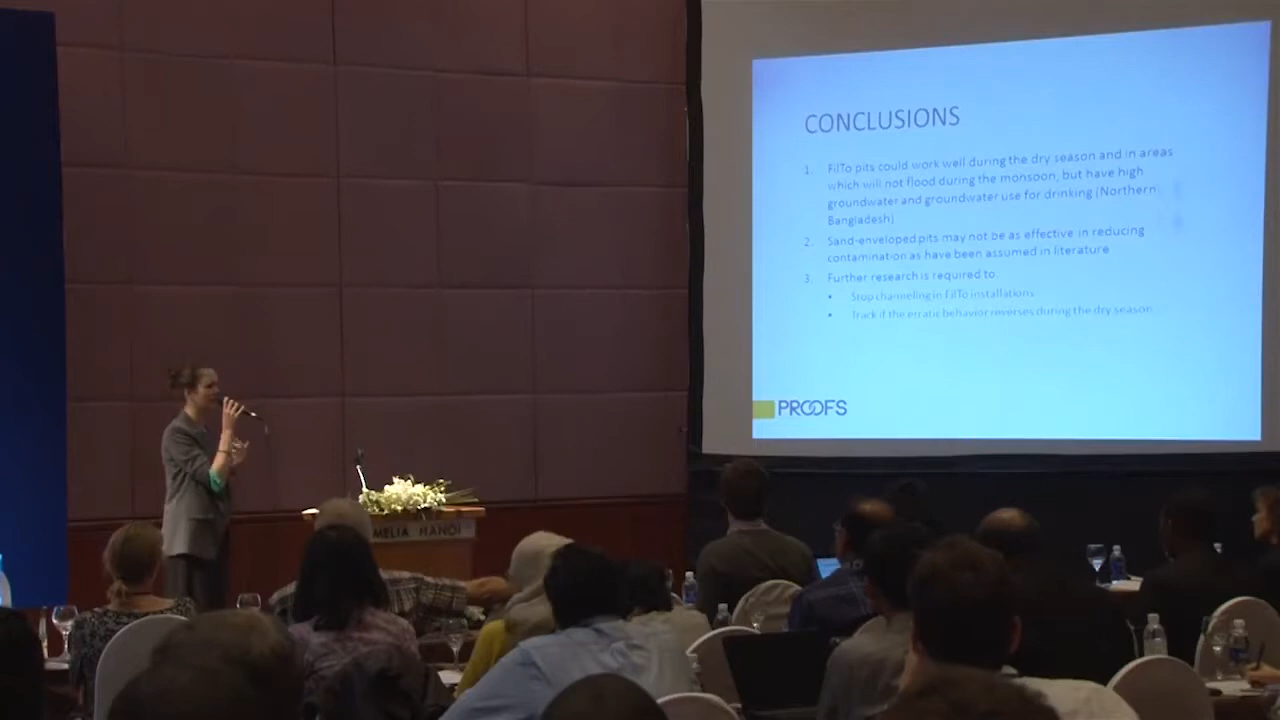 CONCLUSIONS
1. FilTo pits could work well during the dry season and in areas
which will not flood during the monsoon, but have high
groundwater and groundwater use for drinking (Northern
Bangladesh)
2. Sand-enveloped pits may not be as effective in reducing
contamination as have been assumed in literature
3. Further research is required to:
• Stop channeling in FilTo installations
• Track if the erratic behavior reverses during the dry season
PROOFS
MELIA HANOI